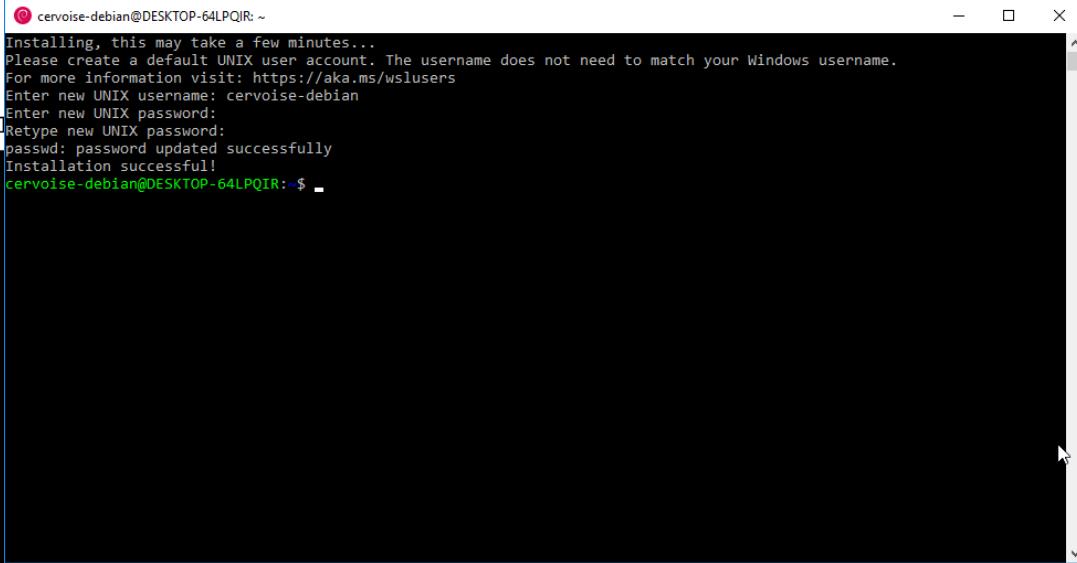 cervoise-debian@DESKTOP-64LPQIR: ~
Installing, this may take a few minutes...
Please create a default UNIX user account. The username does not need to match your Windows username.
For more information visit: https://aka.ms/wslusers
Enter new UNIX username: cervoise-debian
Enter new UNIX password:
Retype new UNIX password:
passwd: password updated successfully
Installation successful!
cervoise-debian@DESKTOP-64LPQIR:~$